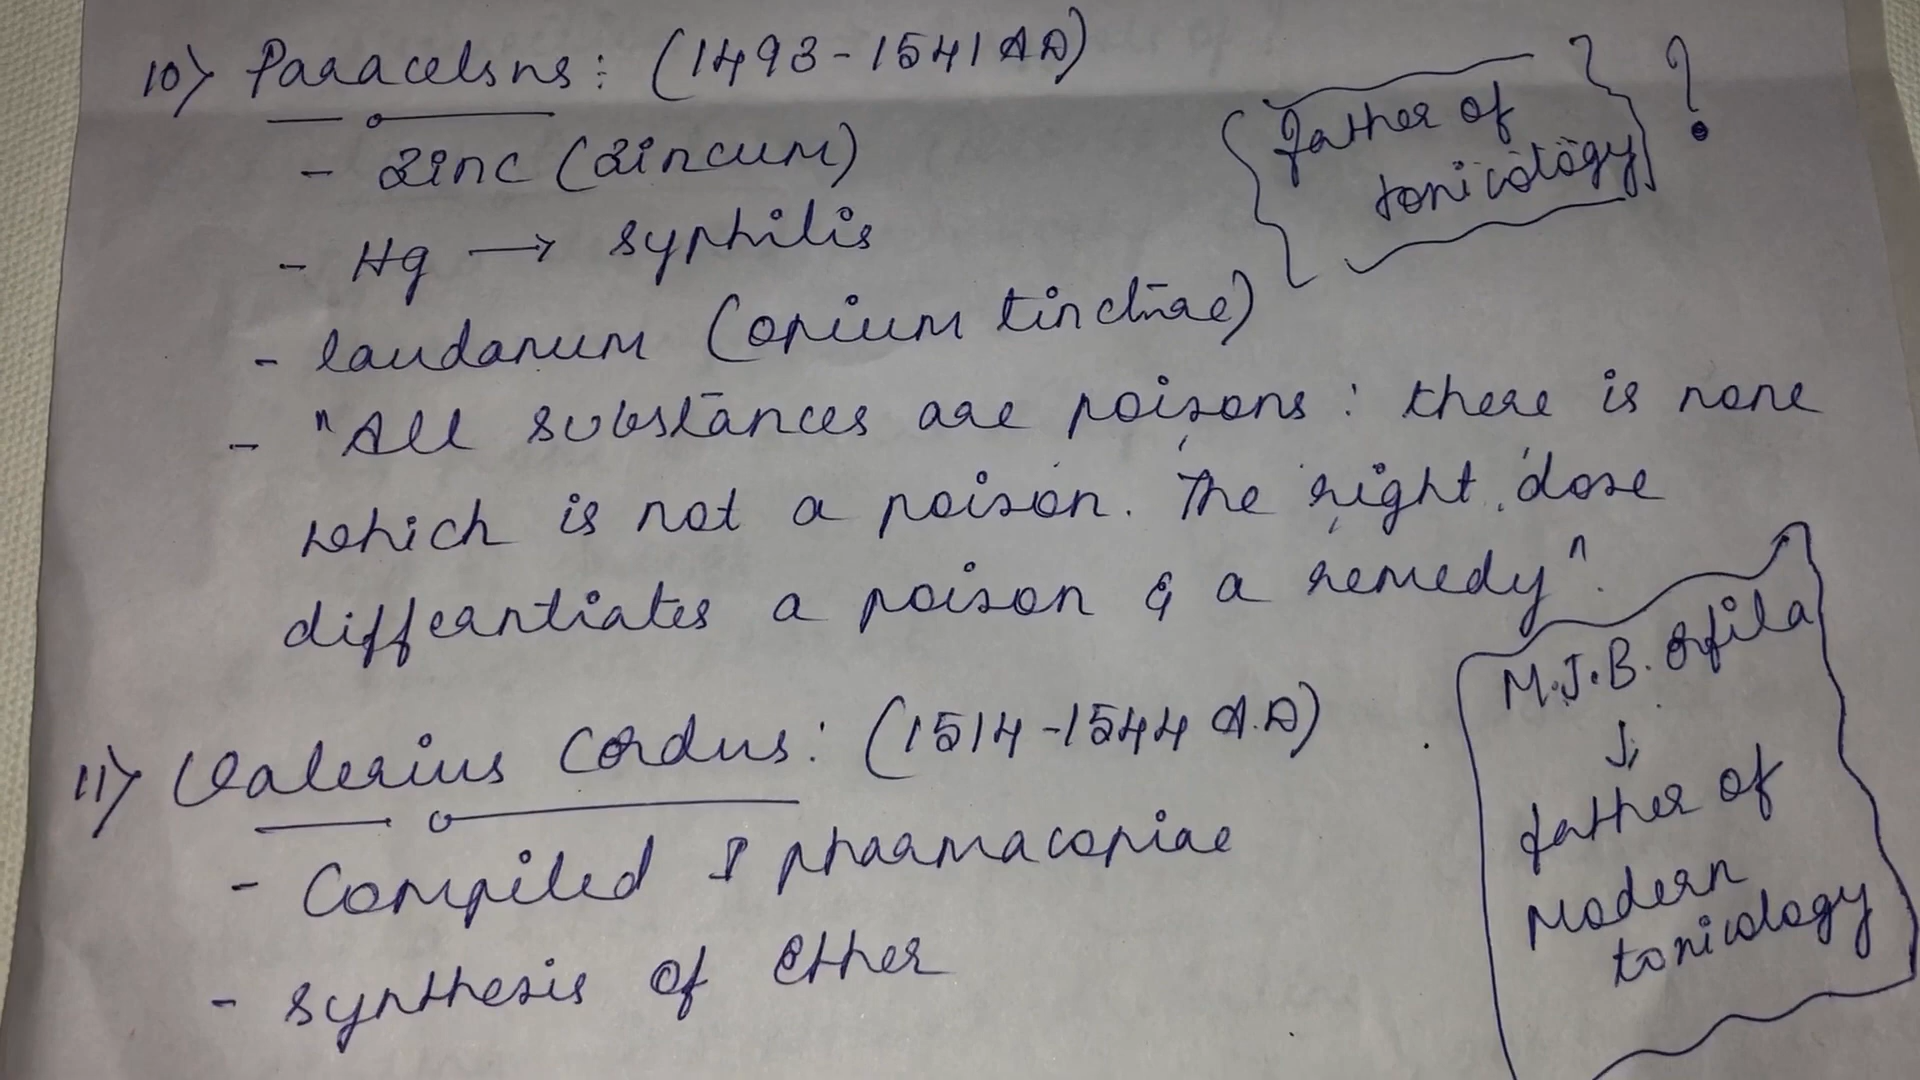 10) Paracelsus: (1493-1541 AD)
father of
toxicology
?
- Zinc (Zincum)
- Hg → syphilis
- laudanum (opium tincturae)
- "All substances are poisons: there is none
which is not a poison. The right dose
differentiates a poison & a remedy".
M.J.B. Orfila
↓
father of
Modern
toxicology
11) Valerius Cordus: (1514-1544 A.D)
- Compiled I pharmacopiae
- synthesis of Ether